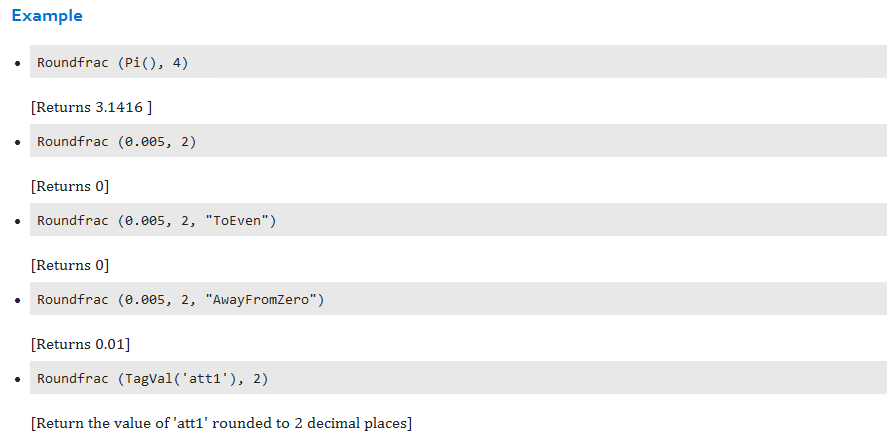 Example
• Roundfrac (Pi(), 4)
[Returns 3.1416 ]
• Roundfrac (0.005, 2)
[Returns 0]
• Roundfrac (0.005, 2, "ToEven")
[Returns 0]
• Roundfrac (0.005, 2, "AwayFromZero")
[Returns 0.01]
• Roundfrac (TagVal('att1'), 2)
[Return the value of 'att1' rounded to 2 decimal places]